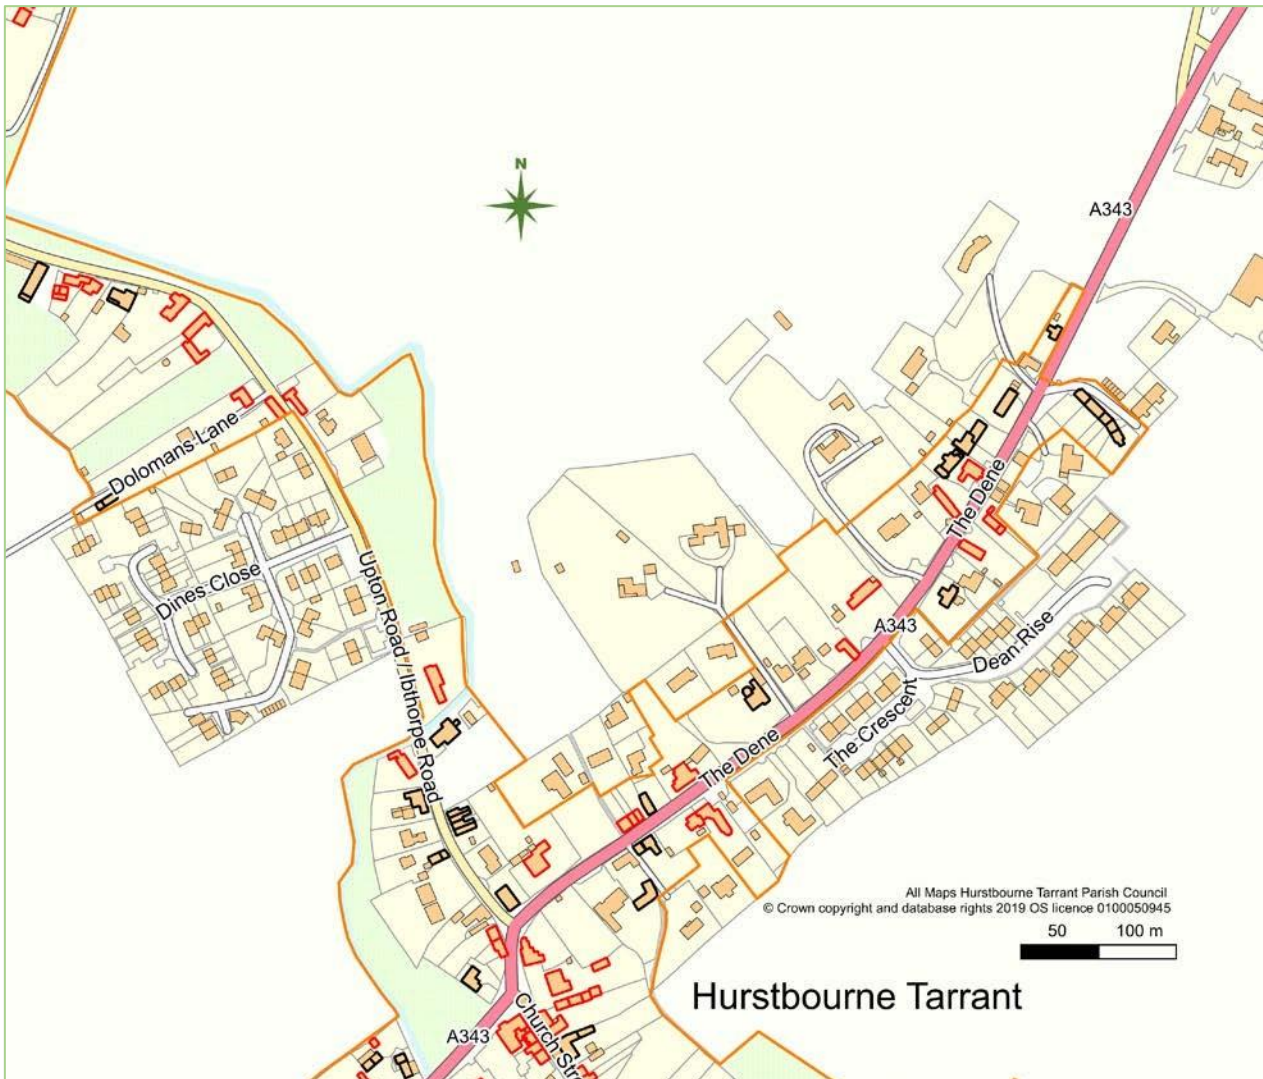 N
A343
Dolomans Lane
Dines Close
Upton Road / Ibthorpe Road
The Dene
A343
Dean Rise
The Crescent
The Dene
All Maps Hurstbourne Tarrant Parish Council
© Crown copyright and database rights 2019 OS licence 0100050945
50 100 m
Hurstbourne Tarrant
A343
Church Stre